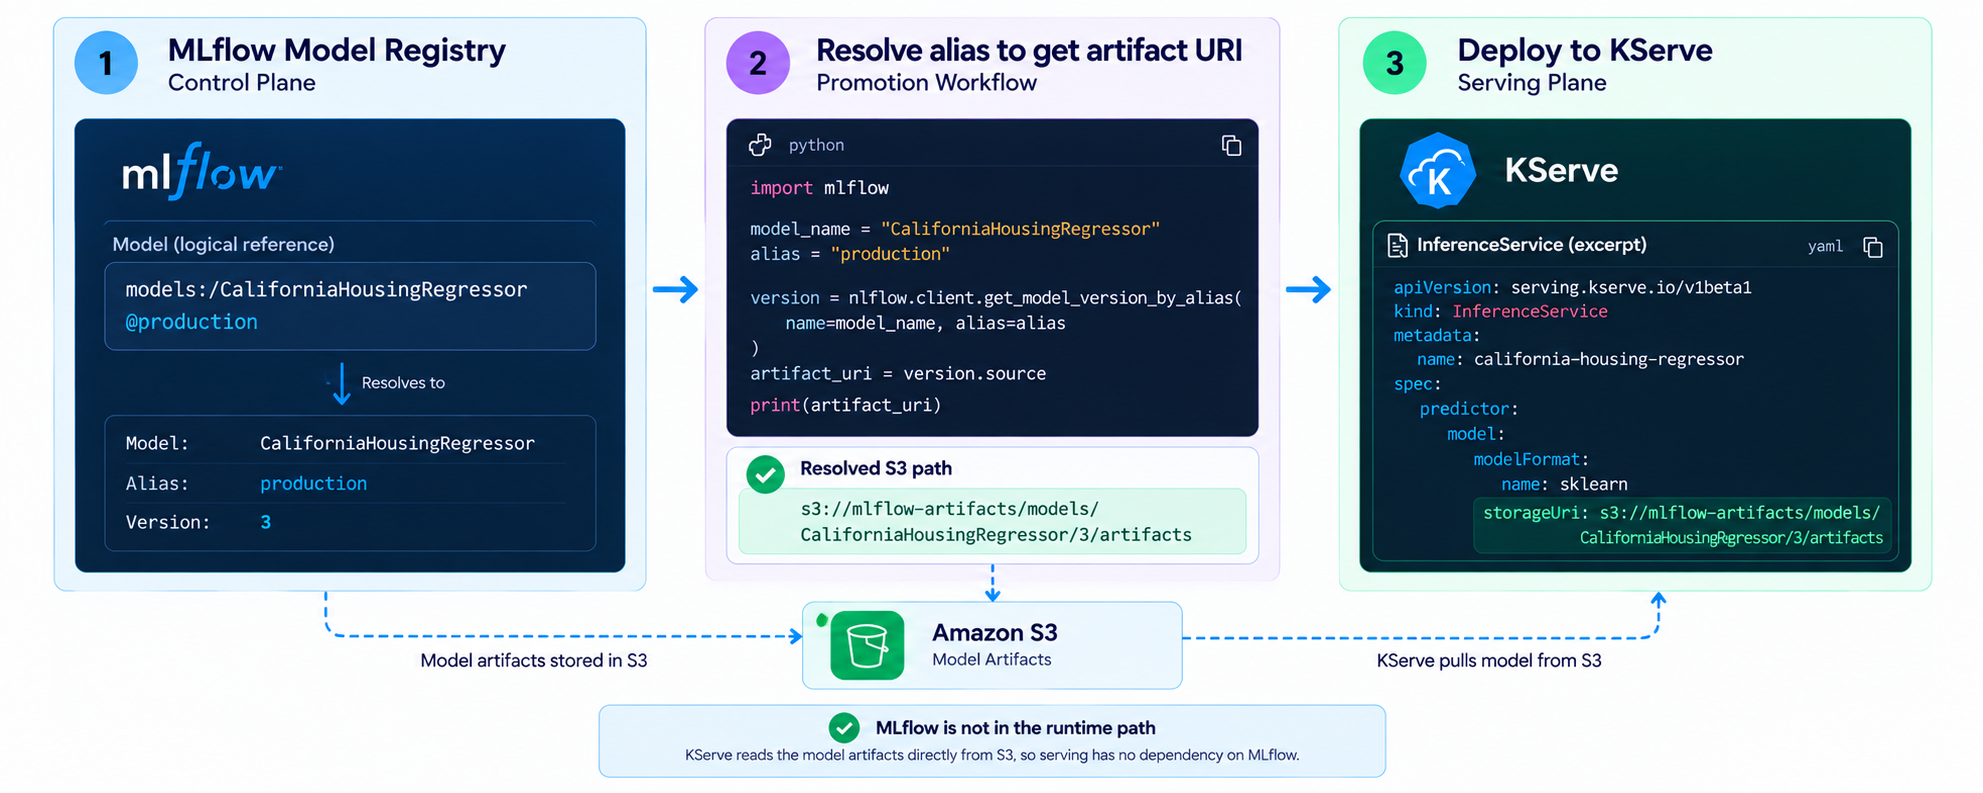 1
MLflow Model Registry
Control Plane
mlflow™
Model (logical reference)
models:/CaliforniaHousingRegressor
@production
Resolves to
Model: CaliforniaHousingRegressor
Alias: production
Version: 3
2
Resolve alias to get artifact URI
Promotion Workflow
python
import mlflow
model_name = "CaliforniaHousingRegressor"
alias = "production"
version = nlflow.client.get_model_version_by_alias(
name=model_name, alias=alias
)
artifact_uri = version.source
print(artifact_uri)
Resolved S3 path
s3://mlflow-artifacts/models/
CaliforniaHousingRegressor/3/artifacts
3
Deploy to KServe
Serving Plane
K
KServe
InferenceService (excerpt) yaml
apiVersion: serving.kserve.io/v1beta1
kind: InferenceService
metadata:
name: california-housing-regressor
spec:
predictor:
model:
modelFormat:
name: sklearn
storageUri: s3://mlflow-artifacts/models/
CaliforniaHousingRegressor/3/artifacts
Model artifacts stored in S3
Amazon S3
Model Artifacts
KServe pulls model from S3
MLflow is not in the runtime path
KServe reads the model artifacts directly from S3, so serving has no dependency on MLflow.